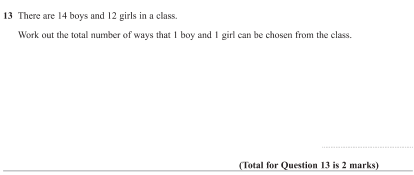 13 There are 14 boys and 12 girls in a class.
Work out the total number of ways that 1 boy and 1 girl can be chosen from the class.
(Total for Question 13 is 2 marks)